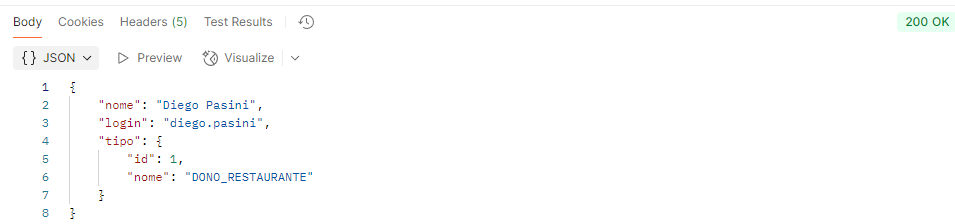 Body Cookies Headers (5) Test Results 200 OK
{} JSON Preview Visualize
1 {
2 "nome": "Diego Pasini",
3 "login": "diego.pasini",
4 "tipo": {
5 "id": 1,
6 "nome": "DONO_RESTAURANTE"
7 }
8 }